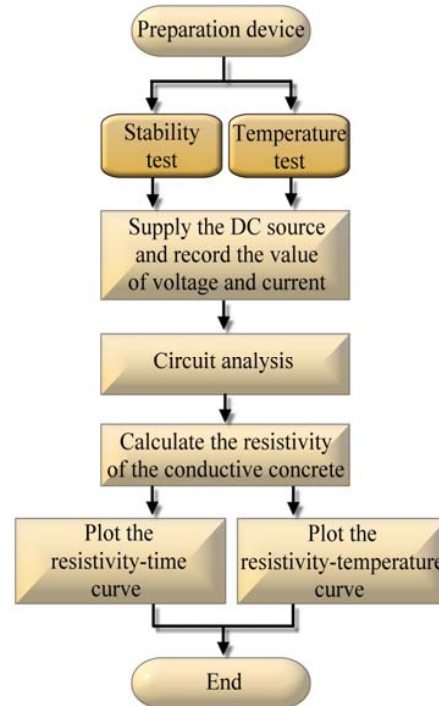 Preparation device
Stability
test
Temperature
test
Supply the DC source
and record the value
of voltage and current
Circuit analysis
Calculate the resistivity
of the conductive concrete
Plot the
resistivity-time
curve
Plot the
resistivity-temperature
curve
End